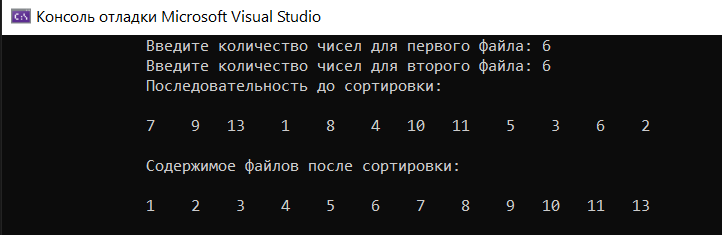 Консоль отладки Microsoft Visual Studio
Введите количество чисел для первого файла: 6
Введите количество чисел для второго файла: 6
Последовательность до сортировки:
7 9 13 1 8 4 10 11 5 3 6 2
Содержимое файлов после сортировки:
1 2 3 4 5 6 7 8 9 10 11 13